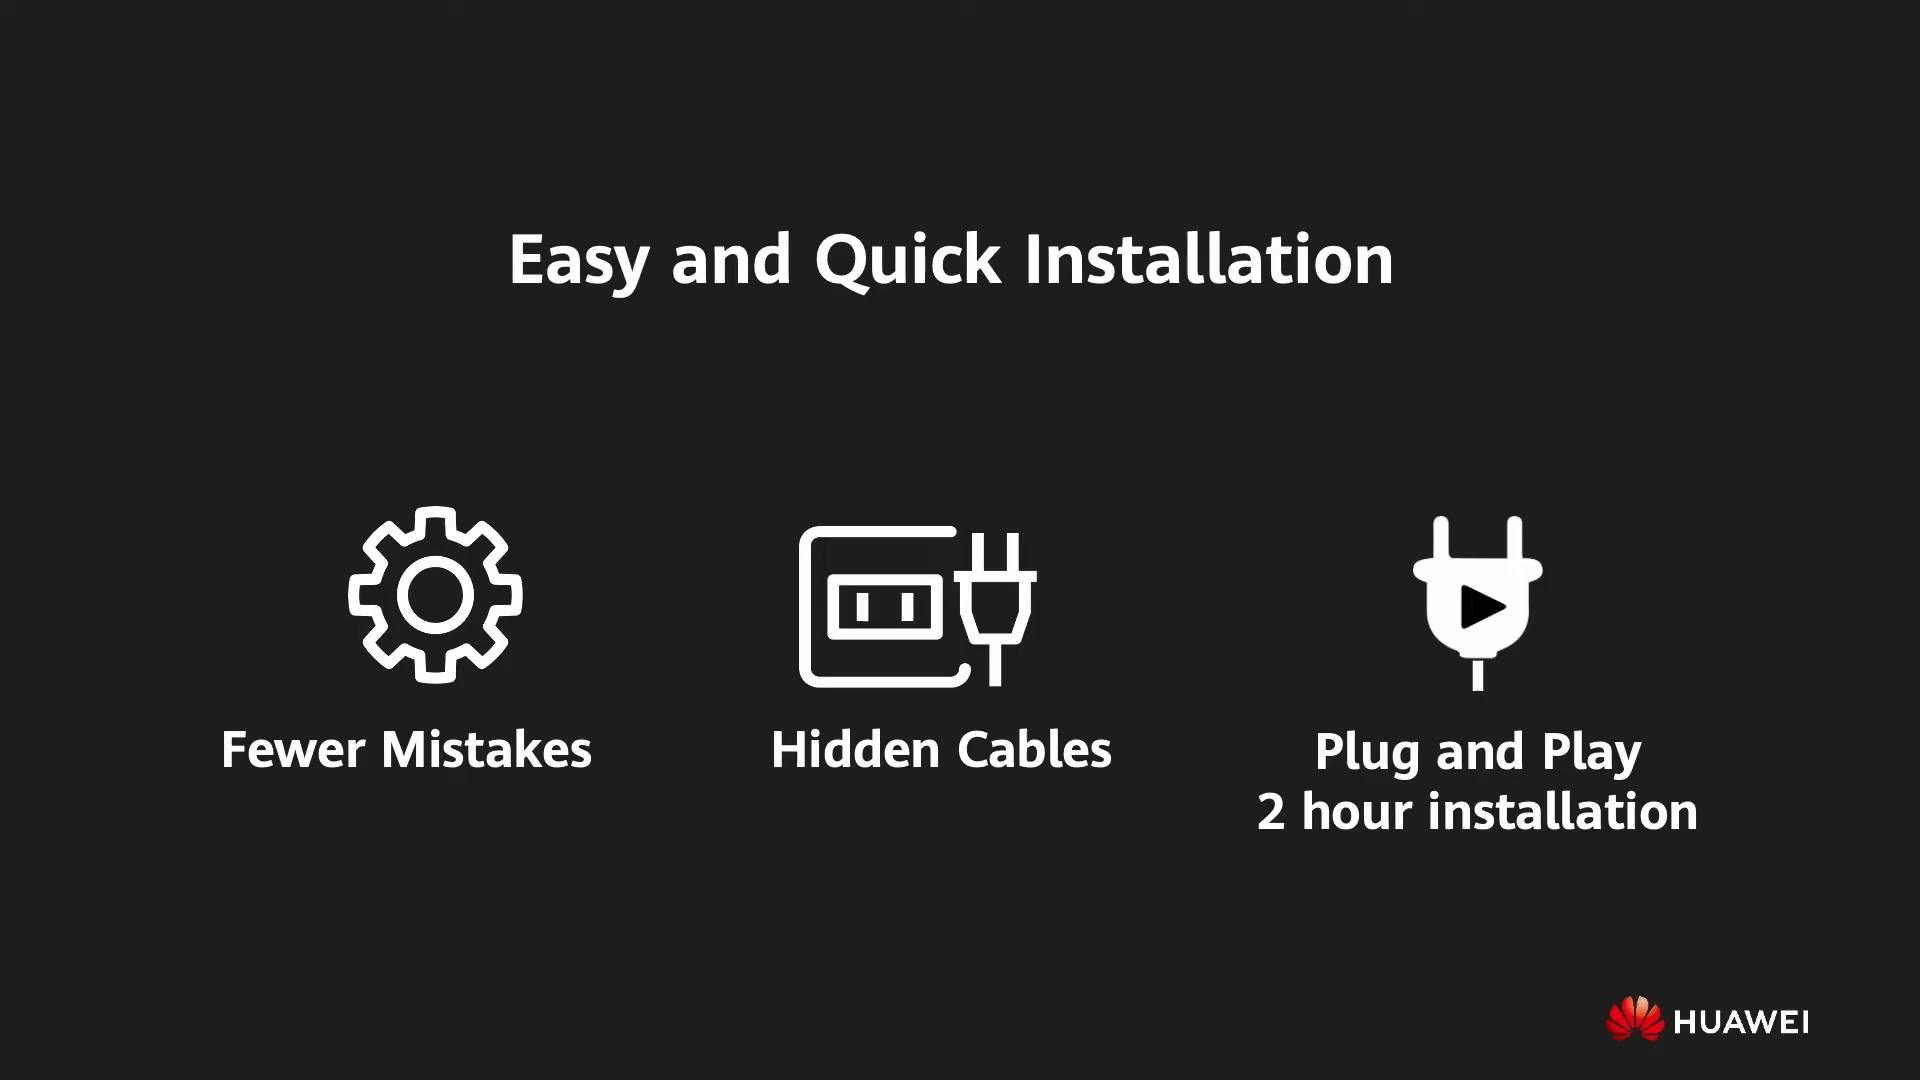 Easy and Quick Installation
Fewer Mistakes
Hidden Cables
Plug and Play
2 hour installation
HUAWEI